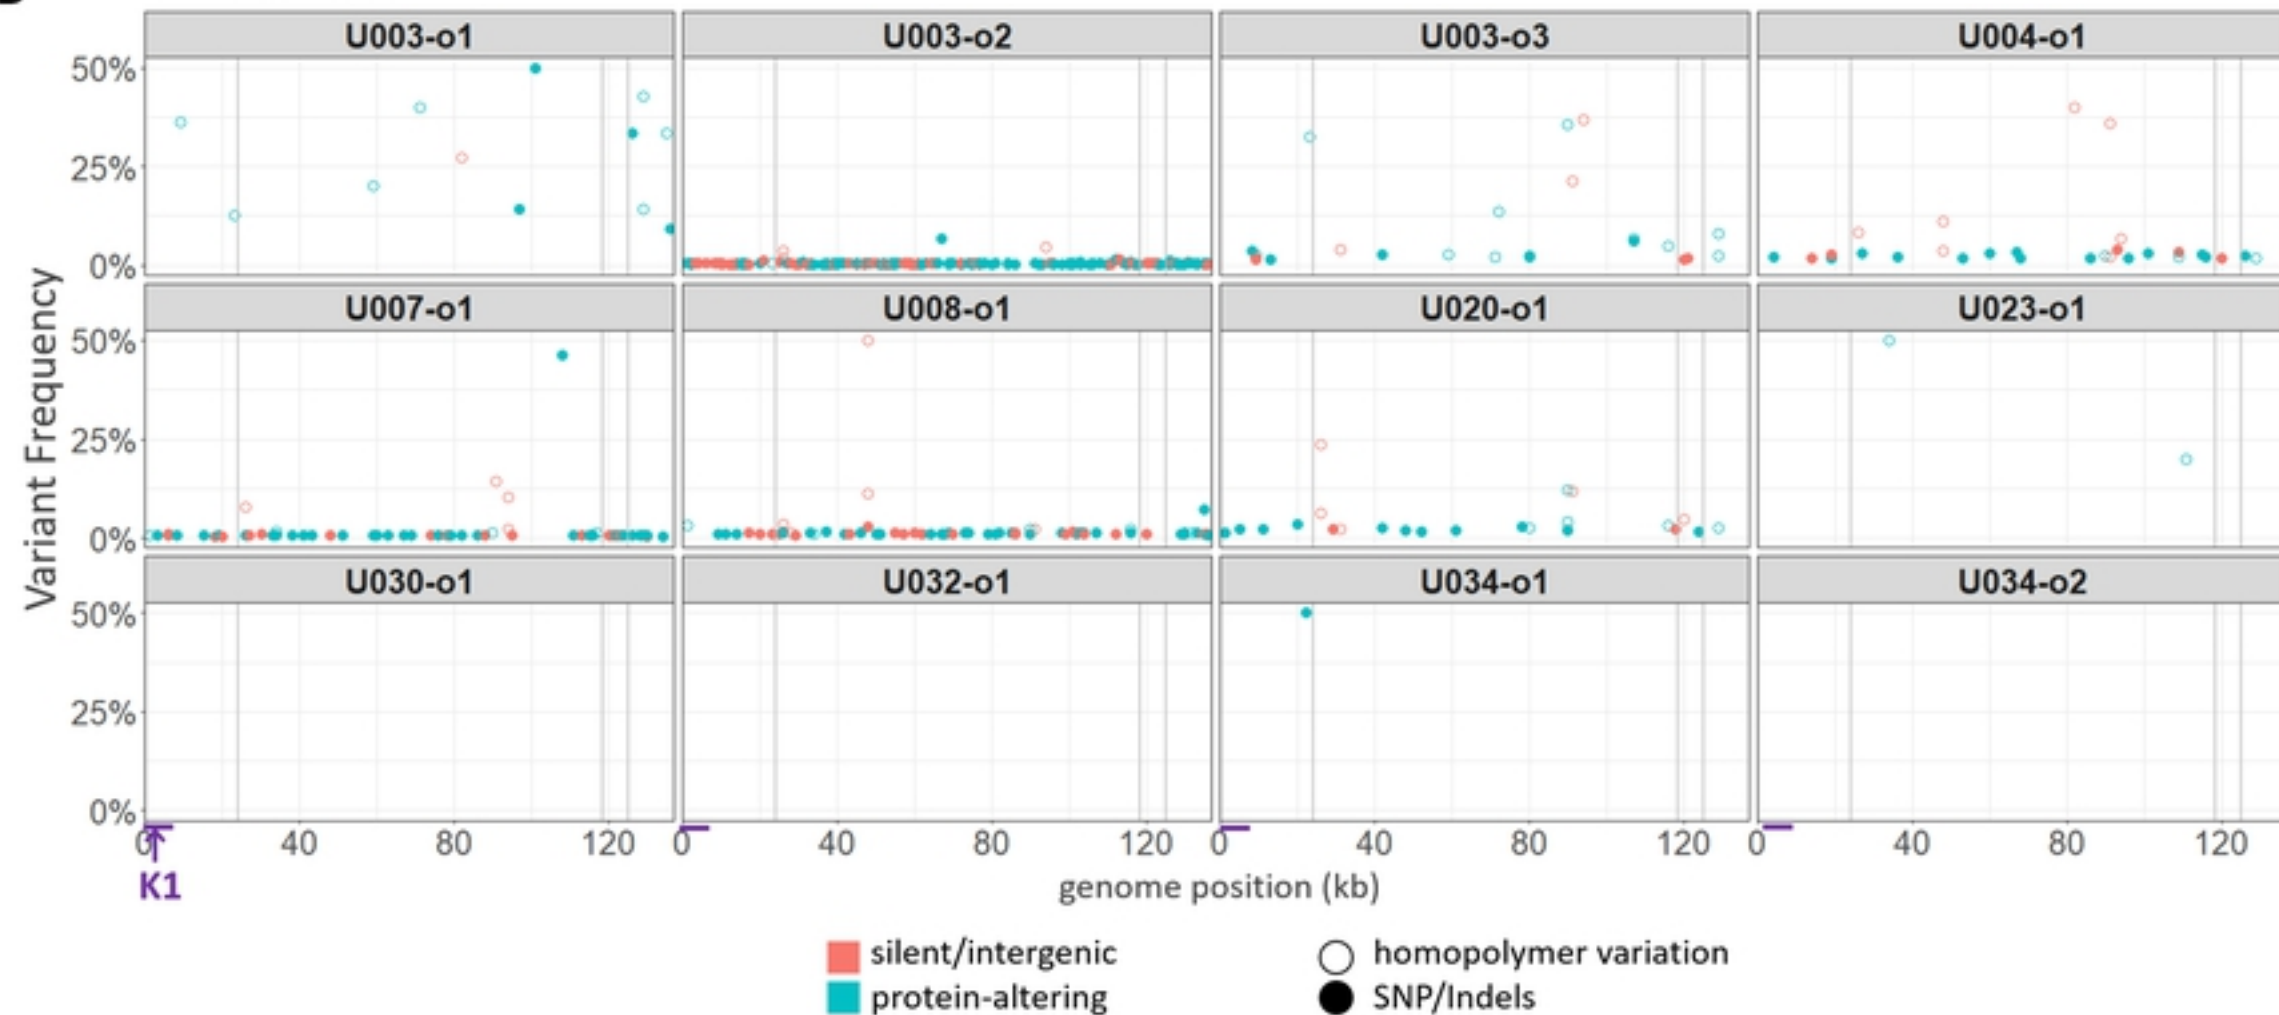 U003-o1 U003-o2 U003-o3 U004-o1
50%
25%
0%
U007-o1 U008-o1 U020-o1 U023-o1
50%
25%
0%
U030-o1 U032-o1 U034-o1 U034-o2
50%
25%
0%
Variant Frequency
0 40 80 120 0 40 80 120 0 40 80 120 0 40 80 120
K1
genome position (kb)
silent/intergenic homopolymer variation
protein-altering SNP/Indels